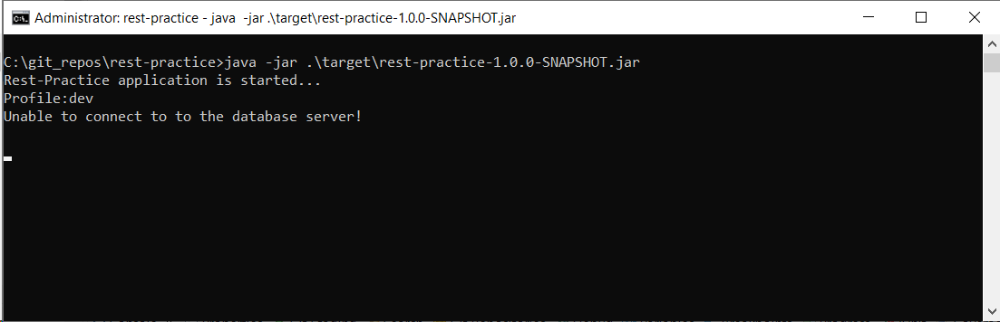 Administrator: rest-practice - java  -jar .\target\rest-practice-1.0.0-SNAPSHOT.jar
C:\git_repos\rest-practice>java -jar .\target\rest-practice-1.0.0-SNAPSHOT.jar
Rest-Practice application is started...
Profile:dev
Unable to connect to to the database server!